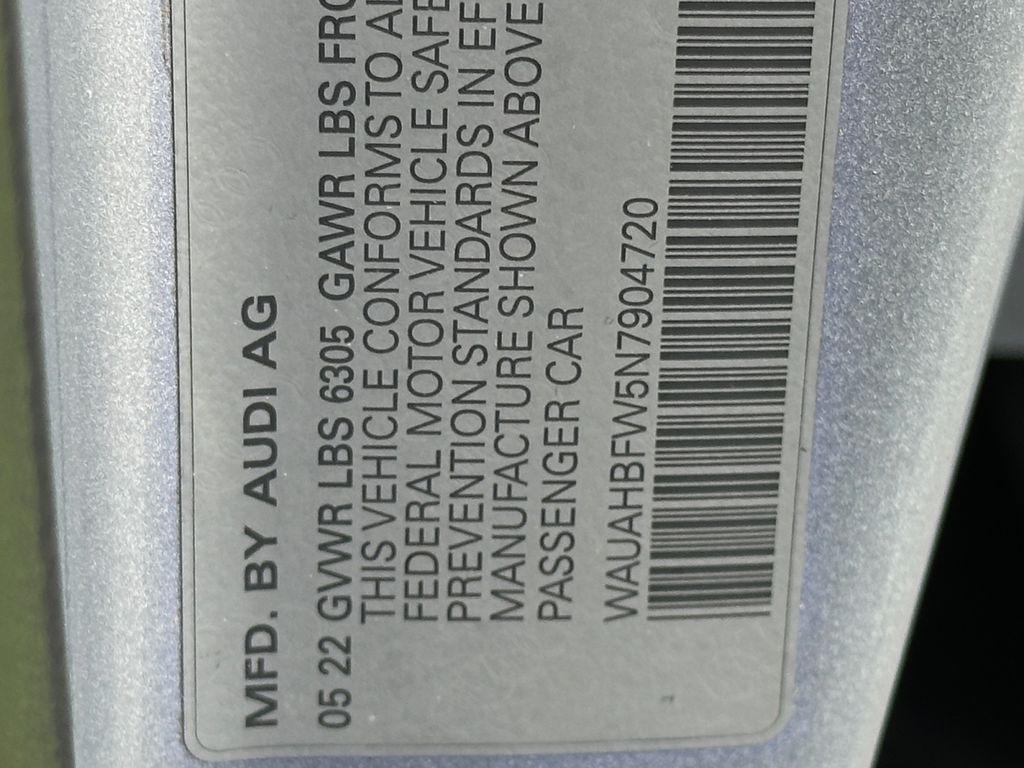 MFD. BY AUDI AG
05 22 GVWR LBS 6305 GAWR LBS
THIS VEHICLE CONFORMS TO
FEDERAL MOTOR VEHICLE
PREVENTION STANDARDS IN
MANUFACTURE SHOWN ABOVE
PASSENGER CAR
WAUAHBFW5N7904720